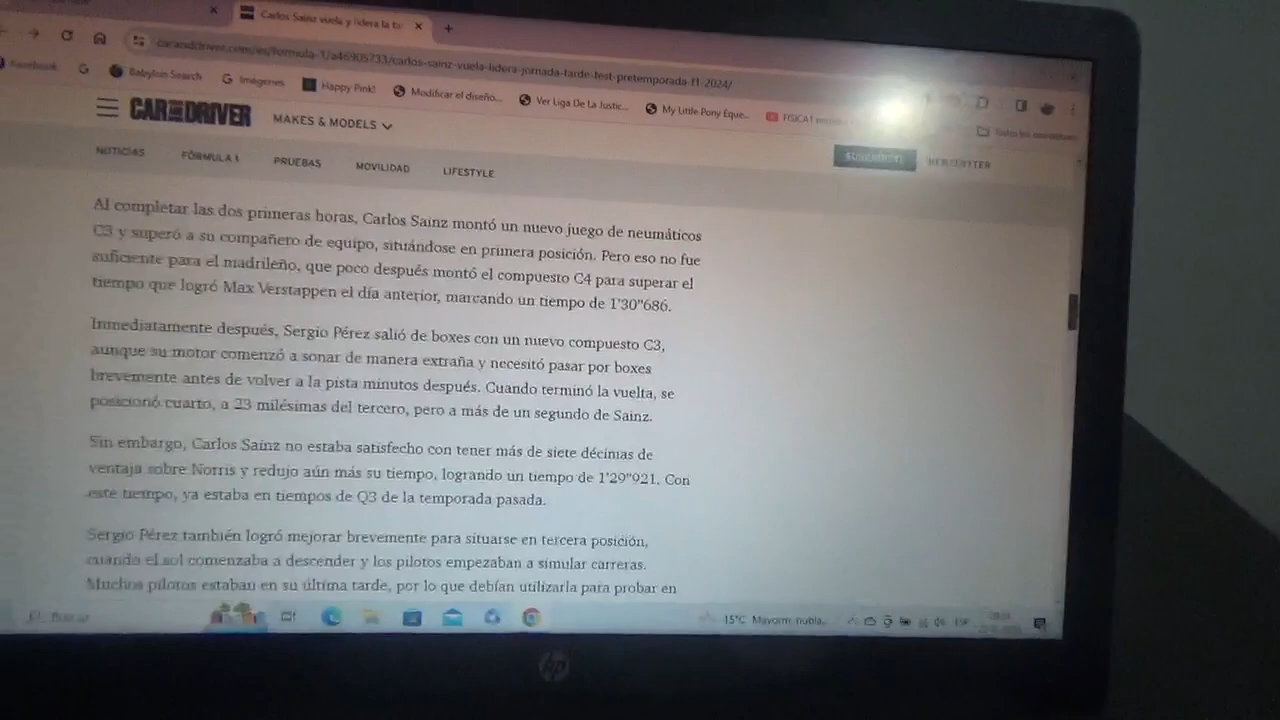 Carlos Sainz vuela y lidera la ta
caranddriver.com/es/formula-1/a46905733/carlos-sainz-vuela-lidera-jornada-tarde-test-pretemporada-f1-2024/
Facebook
Babylon Search
Imágenes
Happy Pink!
Modificar el diseño...
Ver Liga De La Justic...
My Little Pony Eque...
FISICA I
Todos los marcadores
CAR AND DRIVER
MAKES & MODELS
NEWSLETTER
NOTICIAS
FÓRMULA 1
PRUEBAS
MOVILIDAD
LIFESTYLE
Al completar las dos primeras horas, Carlos Sainz montó un nuevo juego de neumáticos
C3 y superó a su compañero de equipo, situándose en primera posición. Pero eso no fue
suficiente para el madrileño, que poco después montó el compuesto C4 para superar el
tiempo que logró Max Verstappen el día anterior, marcando un tiempo de 1'30"686.
Inmediatamente después, Sergio Pérez salió de boxes con un nuevo compuesto C3,
aunque su motor comenzó a sonar de manera extraña y necesitó pasar por boxes
brevemente antes de volver a la pista minutos después. Cuando terminó la vuelta, se
posicionó cuarto, a 23 milésimas del tercero, pero a más de un segundo de Sainz.
Sin embargo, Carlos Sainz no estaba satisfecho con tener más de siete décimas de
ventaja sobre Norris y redujo aún más su tiempo, logrando un tiempo de 1'29"921. Con
este tiempo, ya estaba en tiempos de Q3 de la temporada pasada.
Sergio Pérez también logró mejorar brevemente para situarse en tercera posición,
cuando el sol comenzaba a descender y los pilotos empezaban a simular carreras.
Muchos pilotos estaban en su última tarde, por lo que debían utilizarla para probar en
Buscar
15°C Mayorm. nubla...
ESP
hp